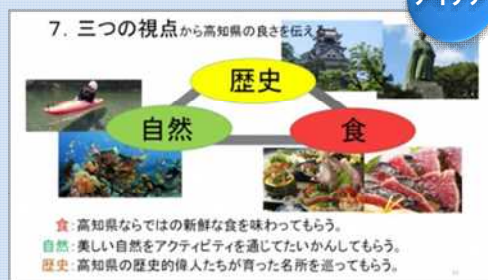 7. 三つの視点から高知県の良さを伝える
歴史
自然
食
食:高知県ならではの新鮮な食を味わってもらう。
自然:美しい自然をアクティビティを通じてたいかんしてもらう。
歴史:高知県の歴史的偉人たちが育った名所を巡ってもらう。